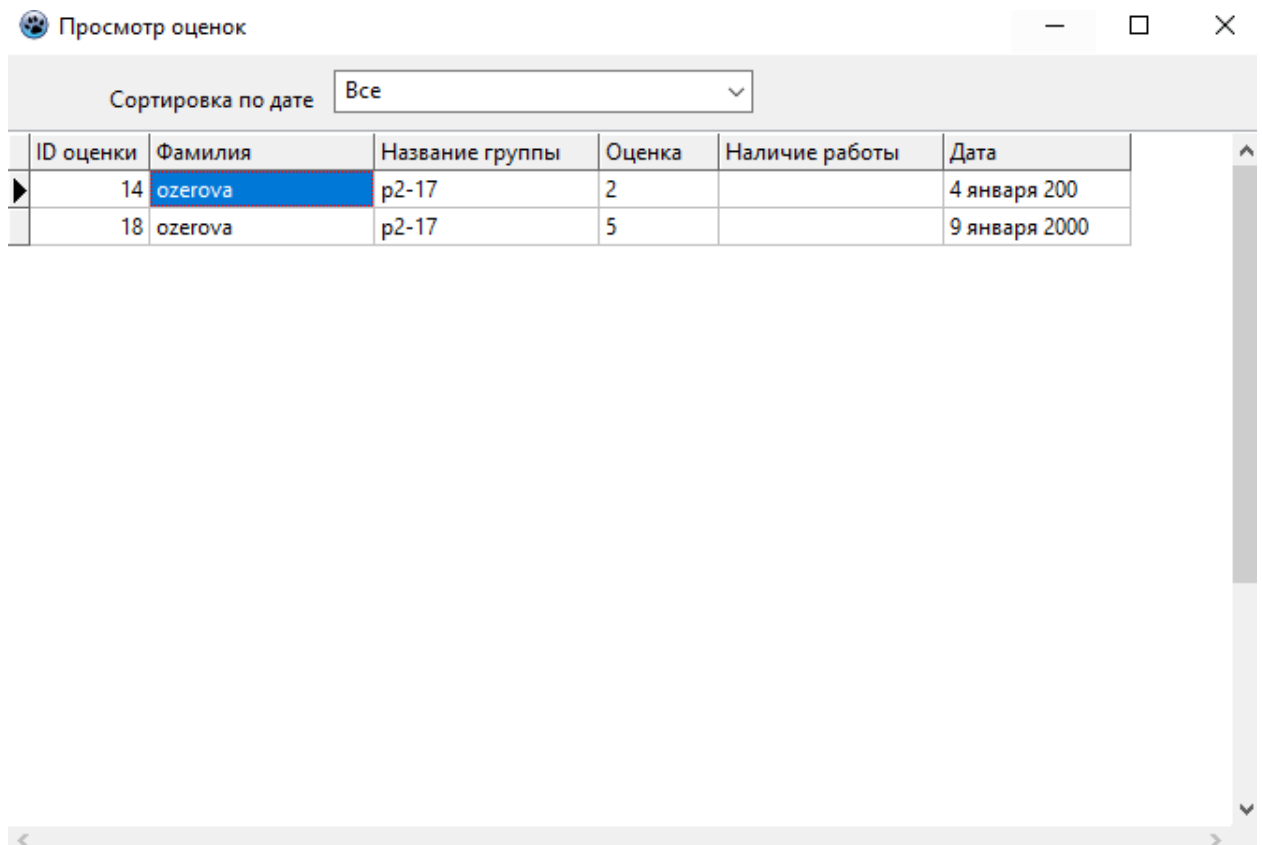 Просмотр оценок
Сортировка по дате Все
ID оценки Фамилия Название группы Оценка Наличие работы Дата
14 ozerova p2-17 2 4 января 200
18 ozerova p2-17 5 9 января 2000